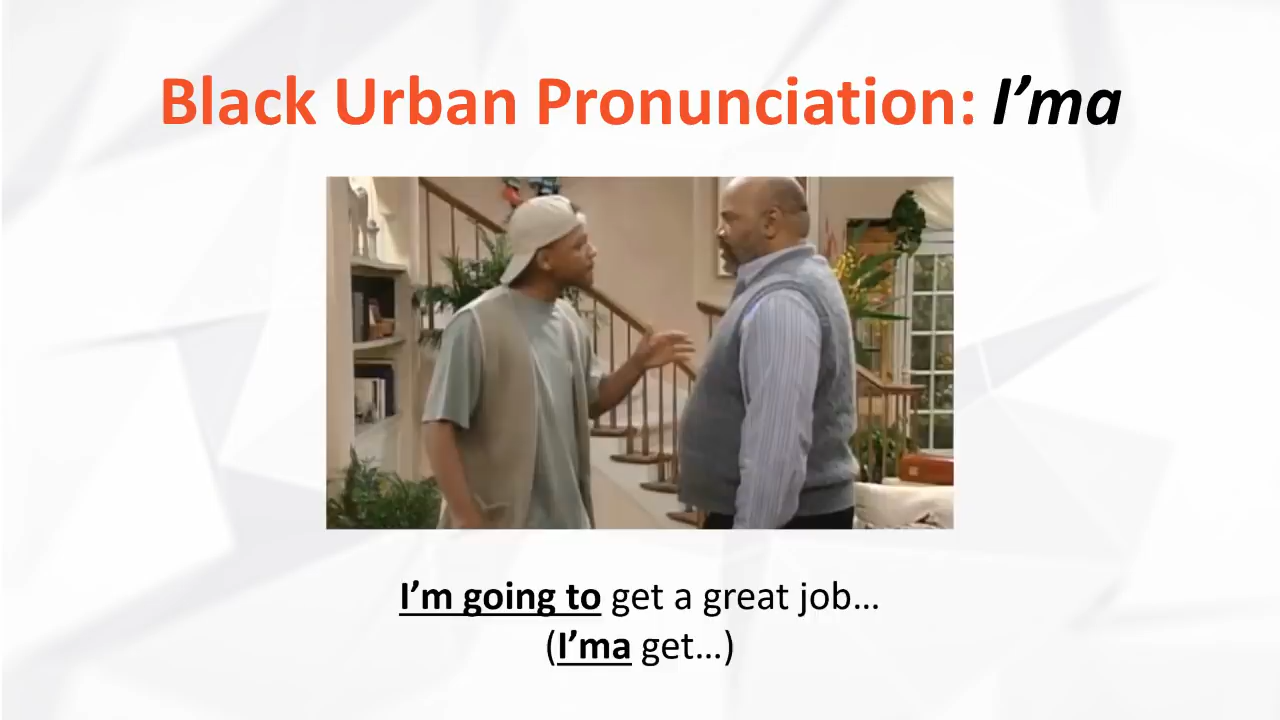 Black Urban Pronunciation: I’ma
I’m going to get a great job…
(I’ma get…)